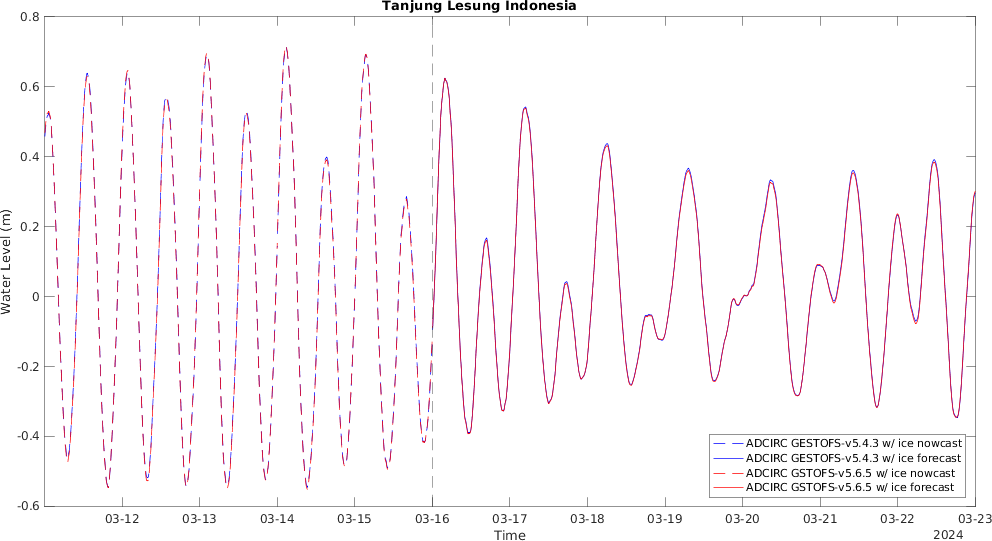 Tanjung Lesung Indonesia
0.8
0.6
0.4
0.2
0
-0.2
-0.4
-0.6
Water Level (m)
ADCIRC GESTOFS-v5.4.3 w/ ice nowcast
ADCIRC GESTOFS-v5.4.3 w/ ice forecast
ADCIRC GSTOFS-v5.6.5 w/ ice nowcast
ADCIRC GSTOFS-v5.6.5 w/ ice forecast
03-12 03-13 03-14 03-15 03-16 03-17 03-18 03-19 03-20 03-21 03-22 03-23
Time
2024